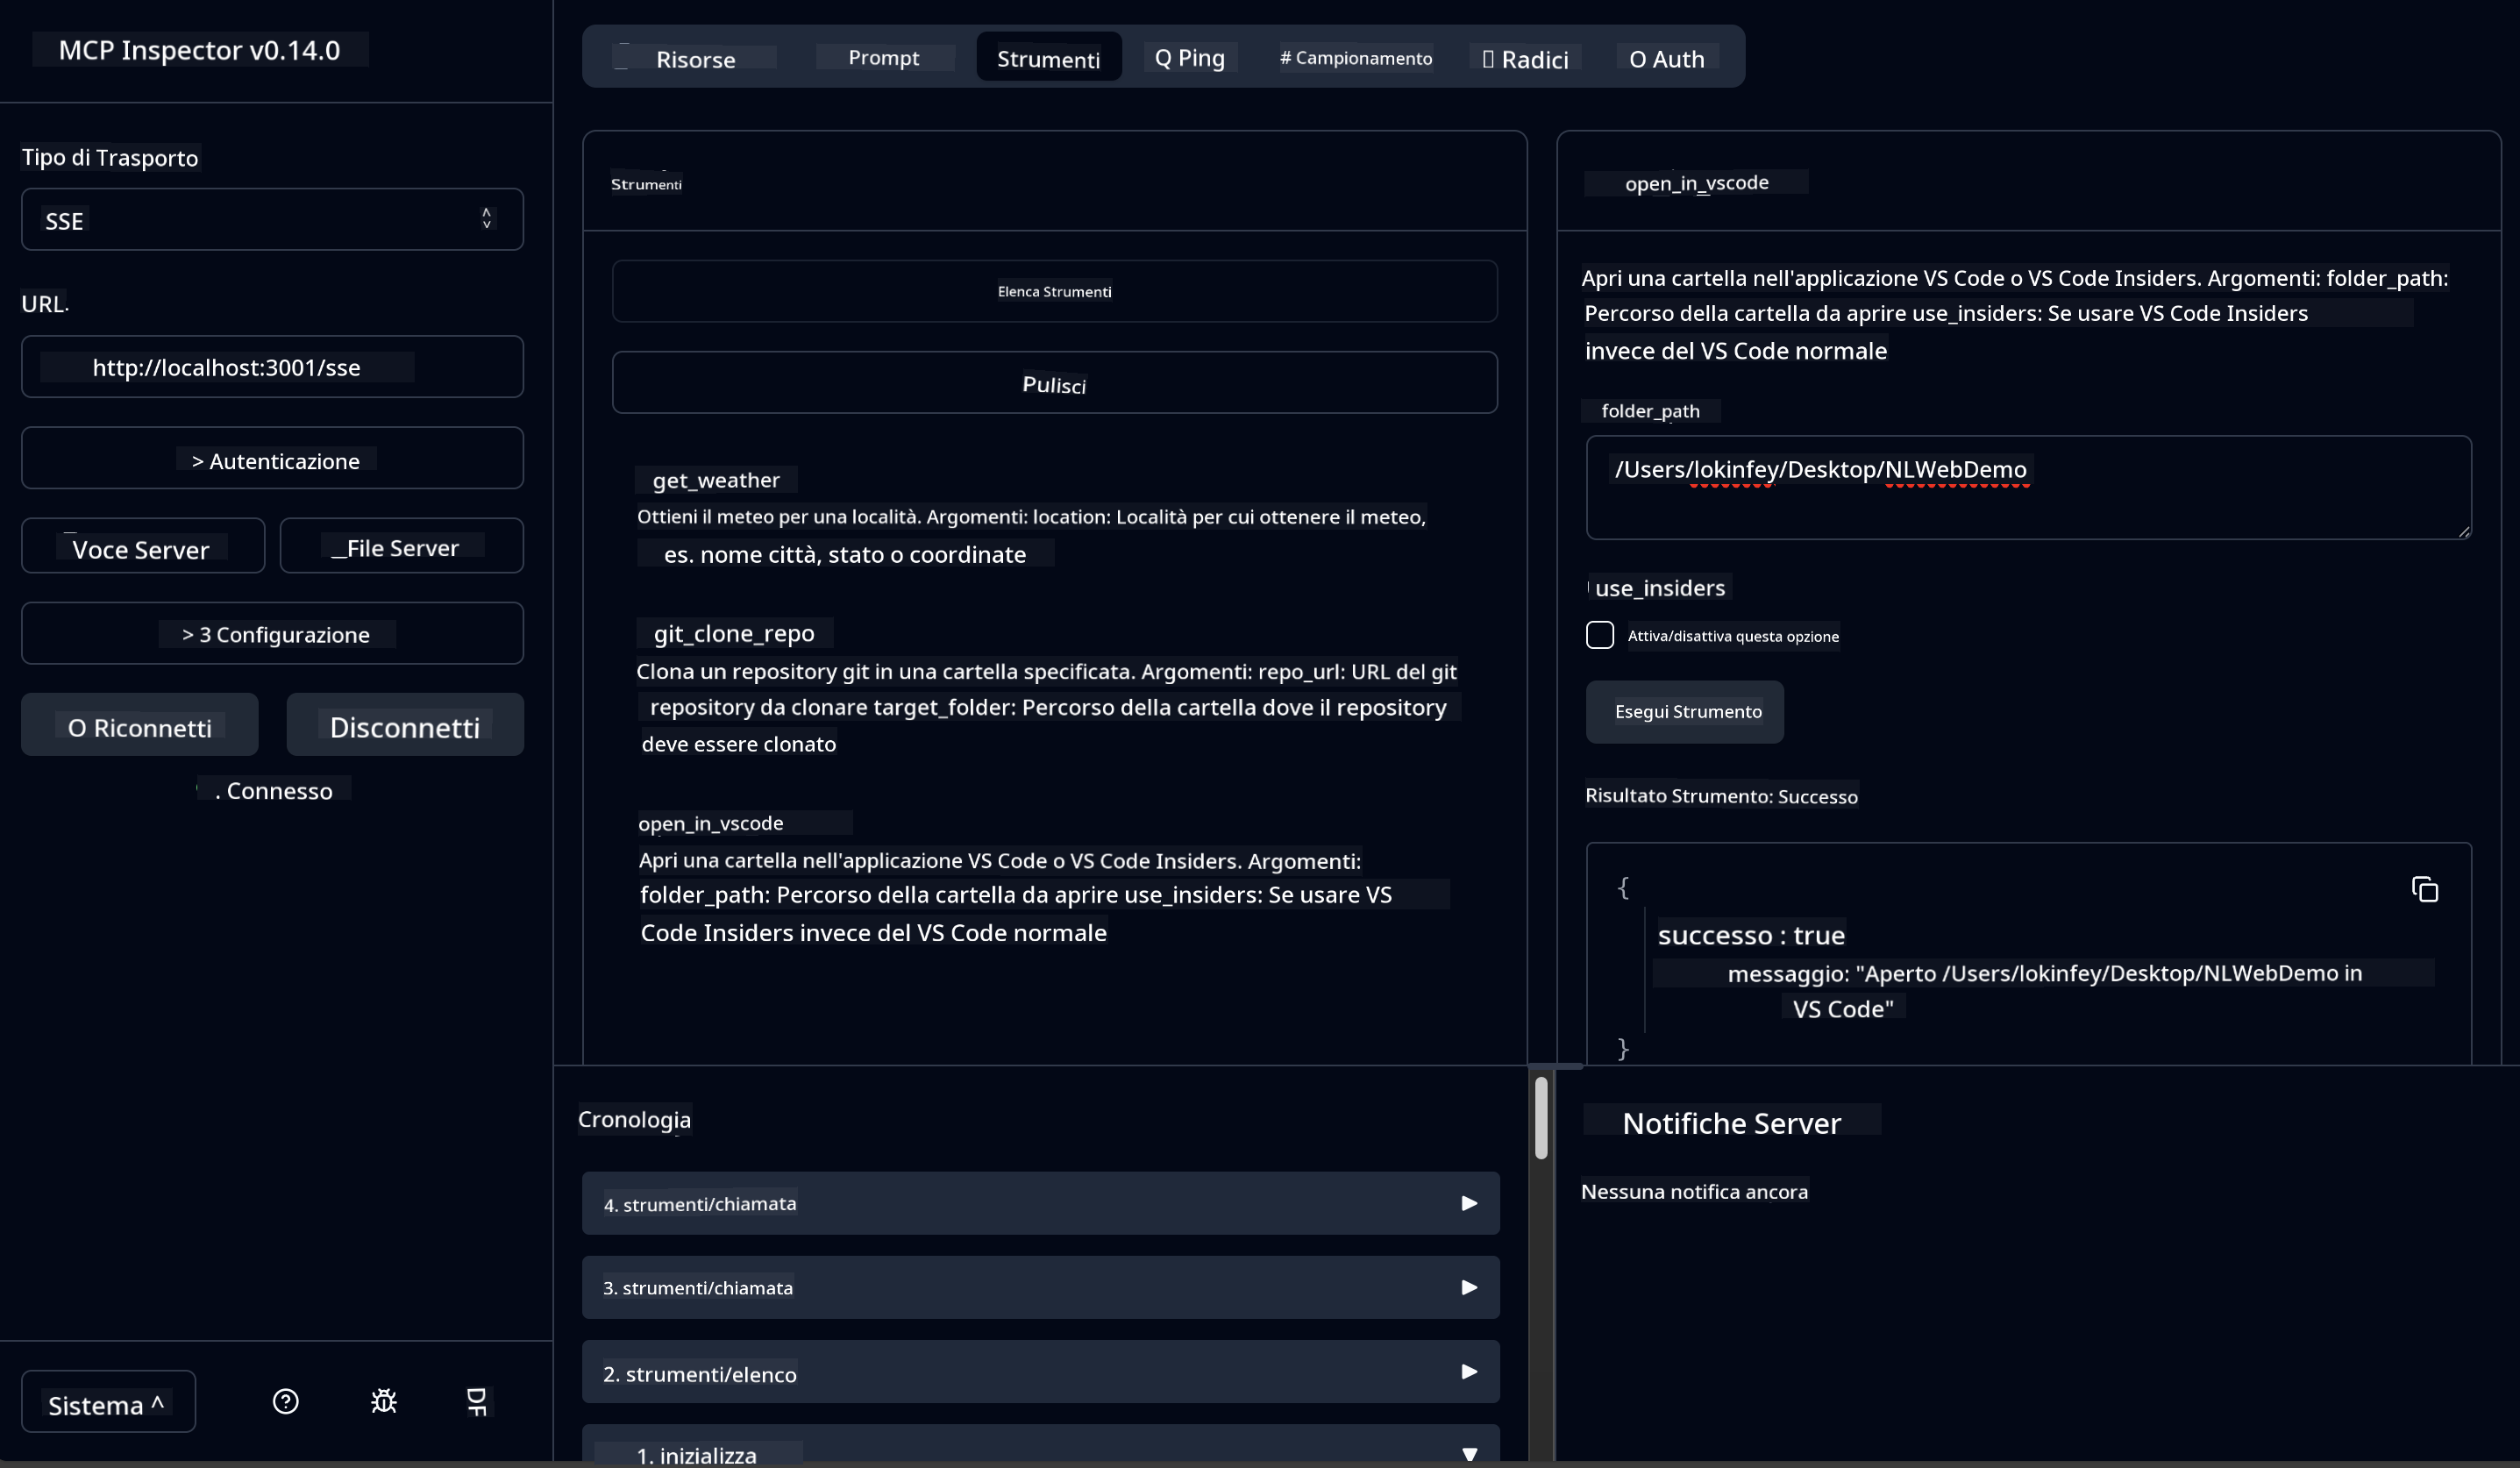 MCP Inspector v0.14.0
Tipo di Trasporto
SSE
URL.
http://localhost:3001/sse
> Autenticazione
Voce Server
_File Server
> 3 Configurazione
O Riconnetti
Disconnetti
. Connesso
Sistema ^
Risorse
Prompt
Strumenti
Q Ping
# Campionamento
Radici
O Auth
Strumenti
Elenca Strumenti
Pulisci
get_weather
Ottieni il meteo per una località. Argomenti: location: Località per cui ottenere il meteo,
es. nome città, stato o coordinate
git_clone_repo
Clona un repository git in una cartella specificata. Argomenti: repo_url: URL del git
repository da clonare target_folder: Percorso della cartella dove il repository
deve essere clonato
open_in_vscode
Apri una cartella nell'applicazione VS Code o VS Code Insiders. Argomenti:
folder_path: Percorso della cartella da aprire use_insiders: Se usare VS
Code Insiders invece del VS Code normale
open_in_vscode
Apri una cartella nell'applicazione VS Code o VS Code Insiders. Argomenti: folder_path:
Percorso della cartella da aprire use_insiders: Se usare VS Code Insiders
invece del VS Code normale
folder_path
/Users/lokinfey/Desktop/NLWebDemo
use_insiders
Attiva/disattiva questa opzione
Esegui Strumento
Risultato Strumento: Successo
{
successo : true
messaggio: "Aperto /Users/lokinfey/Desktop/NLWebDemo in
VS Code"
}
Cronologia
4. strumenti/chiamata
3. strumenti/chiamata
2. strumenti/elenco
1. inizializza
Notifiche Server
Nessuna notifica ancora